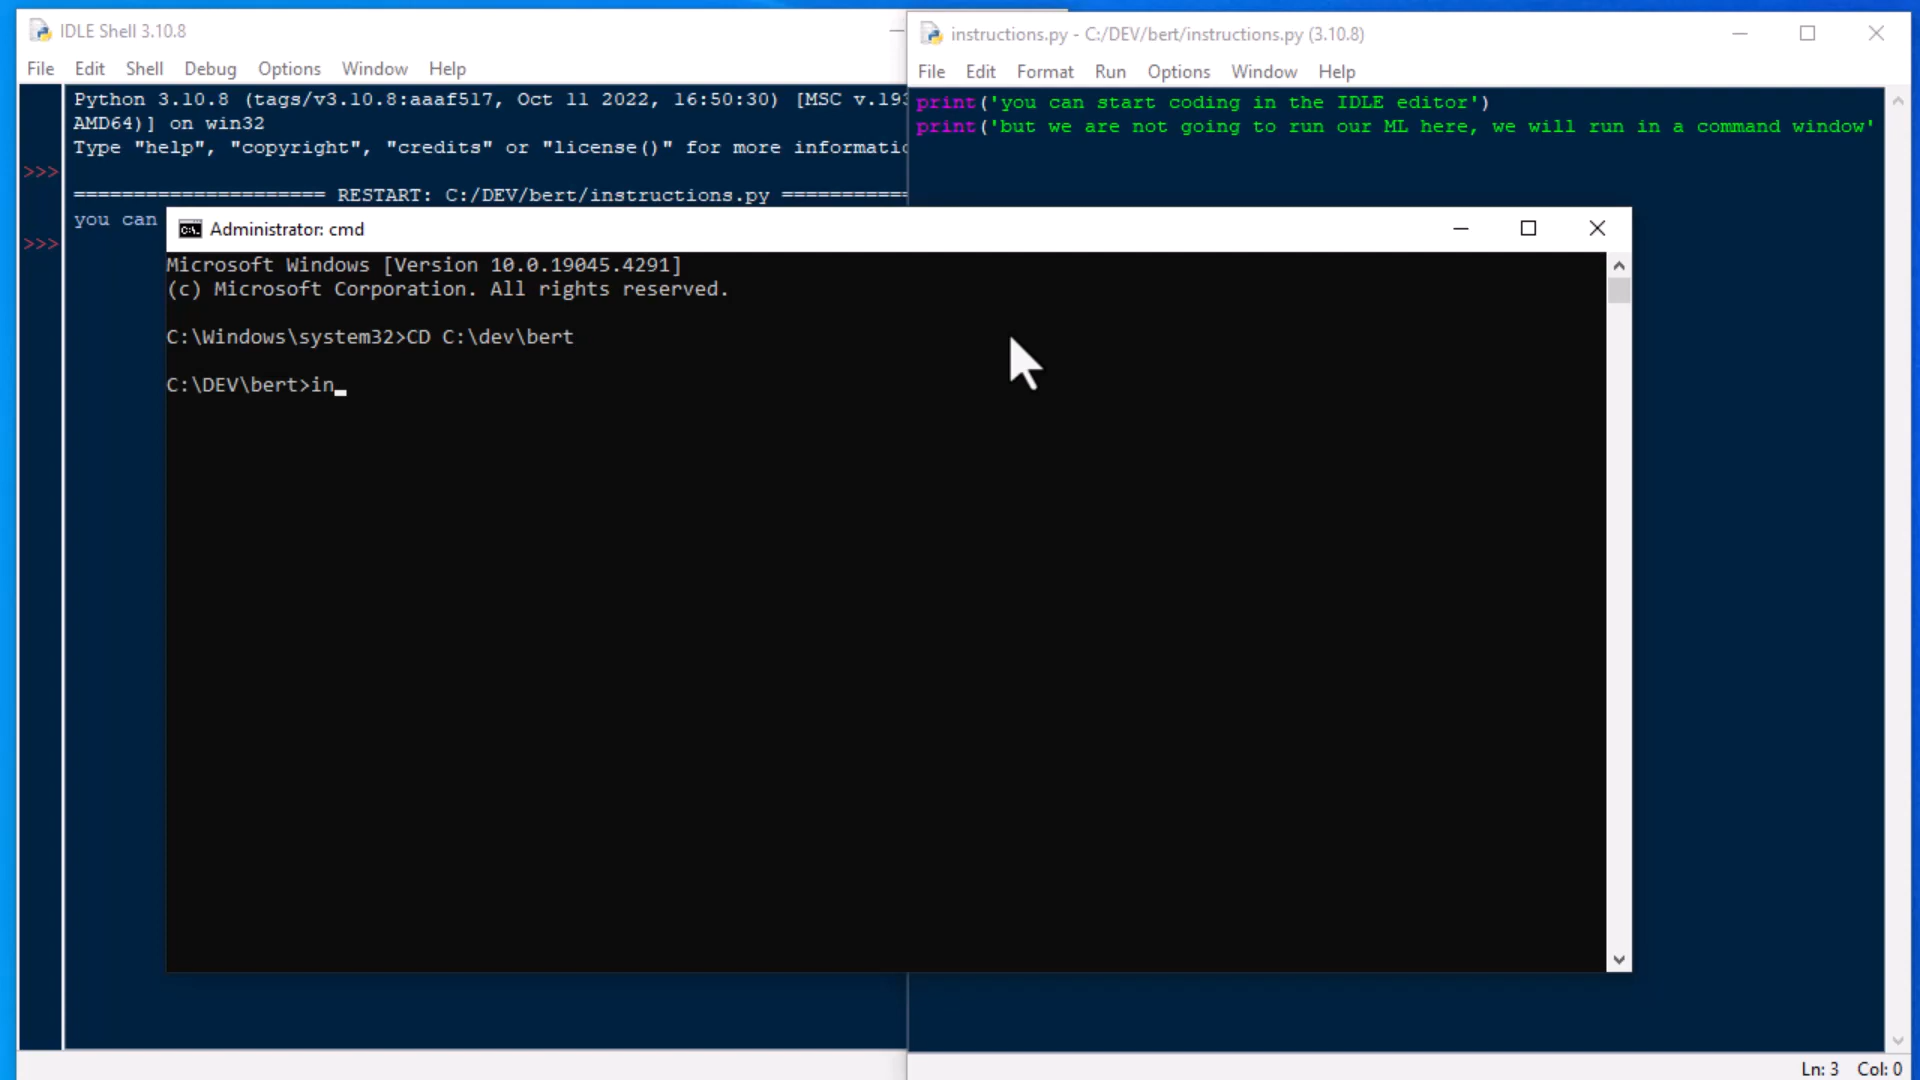 IDLE Shell 3.10.8
File Edit Shell Debug Options Window Help
Python 3.10.8 (tags/v3.10.8:aaaf517, Oct 11 2022, 16:50:30) [MSC v.193
AMD64)] on win32
Type "help", "copyright", "credits" or "license()" for more informatio
>>>
===================== RESTART: C:/DEV/bert/instructions.py ===========
you can
>>>
instructions.py - C:/DEV/bert/instructions.py (3.10.8)
File Edit Format Run Options Window Help
print('you can start coding in the IDLE editor')
print('but we are not going to run our ML here, we will run in a command window'
Administrator: cmd
Microsoft Windows [Version 10.0.19045.4291]
(c) Microsoft Corporation. All rights reserved.
C:\Windows\system32>CD C:\dev\bert
C:\DEV\bert>in_
Ln: 3 Col: 0